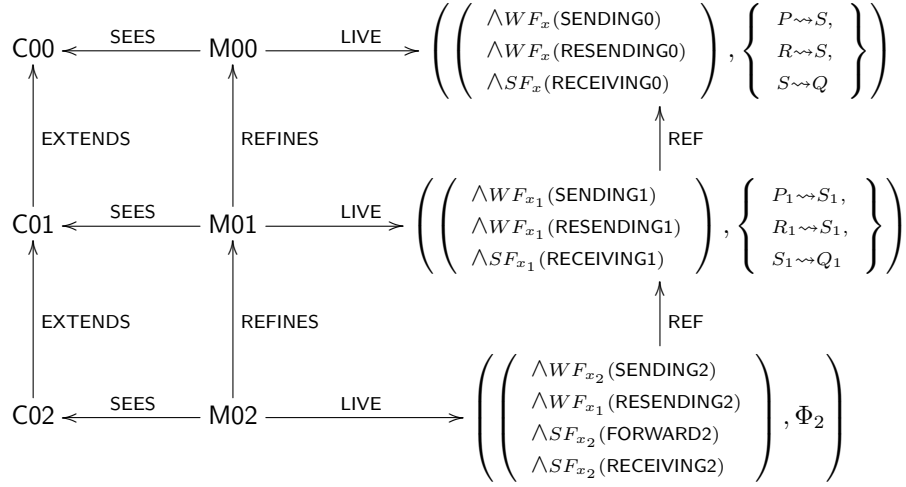 C00 SEES M00 LIVE ( ( ∧WF_x(SENDING0) ∧WF_x(RESENDING0) ∧SF_x(RECEIVING0) ) , { P⇝S, R⇝S, S⇝Q } )
EXTENDS REFINES REF
C01 SEES M01 LIVE ( ( ∧WF_{x_1}(SENDING1) ∧WF_{x_1}(RESENDING1) ∧SF_{x_1}(RECEIVING1) ) , { P_1⇝S_1, R_1⇝S_1, S_1⇝Q_1 } )
EXTENDS REFINES REF
C02 SEES M02 LIVE ( ( ∧WF_{x_2}(SENDING2) ∧WF_{x_1}(RESENDING2) ∧SF_{x_2}(FORWARD2) ∧SF_{x_2}(RECEIVING2) ) , Φ_2 )